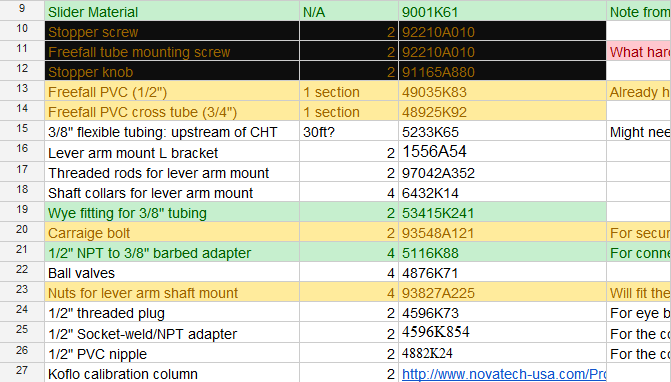 9 Slider Material N/A 9001K61 Note from
10 Stopper screw 2 92210A010
11 Freefall tube mounting screw 2 92210A010 What har
12 Stopper knob 2 91165A880
13 Freefall PVC (1/2") 1 section 49035K83 Already h
14 Freefall PVC cross tube (3/4") 1 section 48925K92
15 3/8" flexible tubing: upstream of CHT 30ft? 5233K65 Might nee
16 Lever arm mount L bracket 2 1556A54
17 Threaded rods for lever arm mount 2 97042A352
18 Shaft collars for lever arm mount 4 6432K14
19 Wye fitting for 3/8" tubing 2 53415K241
20 Carraige bolt 2 93548A121 For secur
21 1/2" NPT to 3/8" barbed adapter 4 5116K88 For conne
22 Ball valves 4 4876K71
23 Nuts for lever arm shaft mount 4 93827A225 Will fit the
24 1/2" threaded plug 2 4596K73 For eye b
25 1/2" Socket-weld/NPT adapter 2 4596K854 For the co
26 1/2" PVC nipple 2 4882K24 For the co
27 Koflo calibration column 2 http://www.novatech-usa.com/Pro